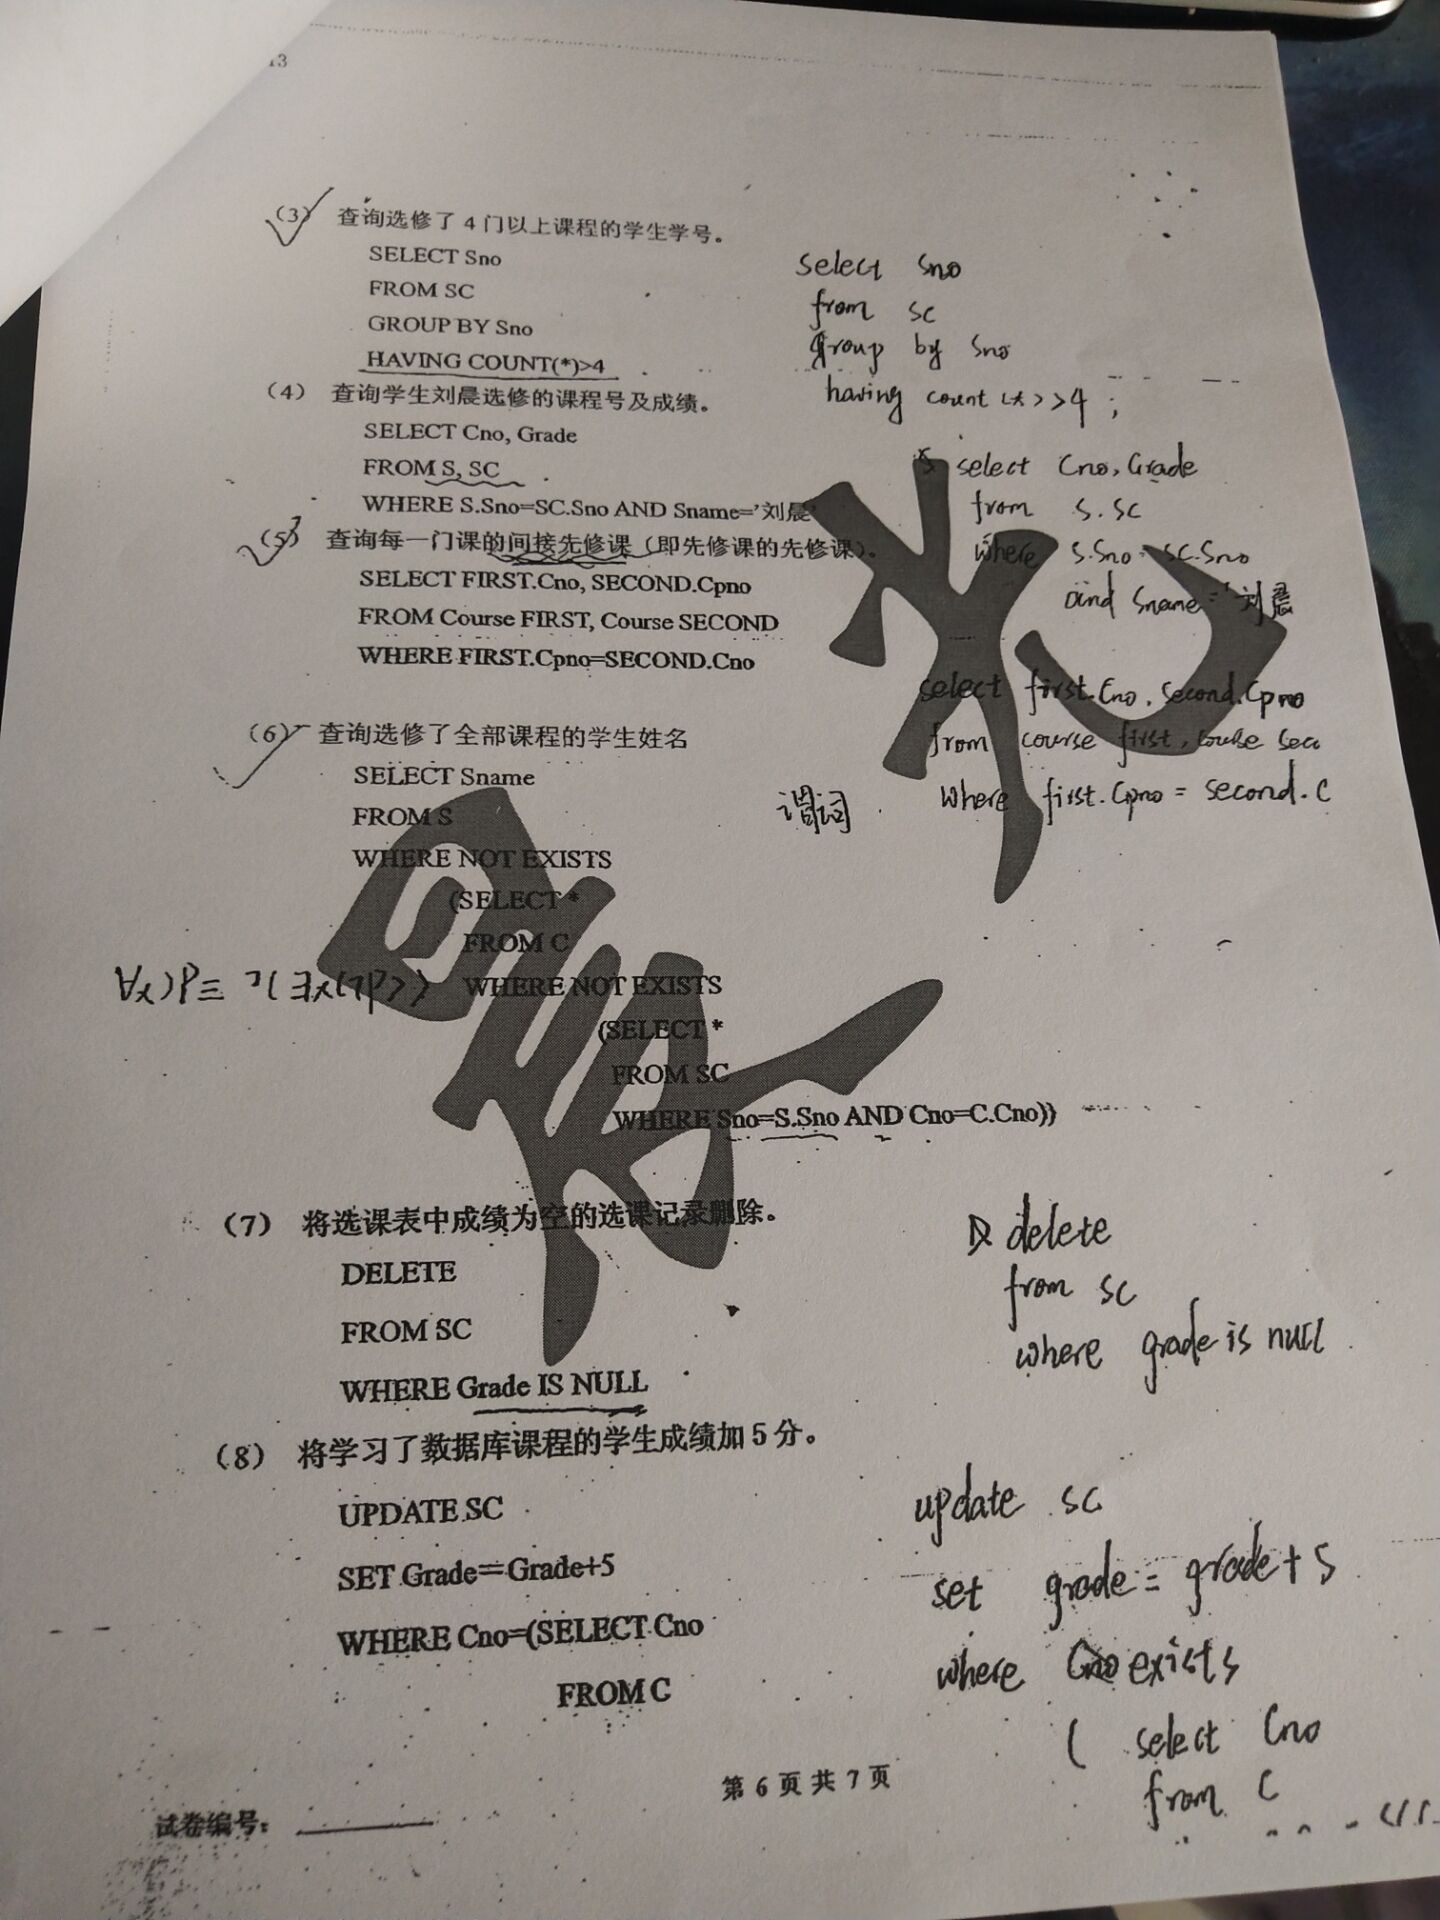 13
(3) 查询选修了 4 门以上课程的学生学号。
SELECT Sno
FROM SC
GROUP BY Sno
HAVING COUNT(*)>4
(4) 查询学生刘晨选修的课程号及成绩。
SELECT Cno, Grade
FROM S, SC
WHERE S.Sno=SC.Sno AND Sname='刘晨'
(5) 查询每一门课的间接先修课（即先修课的先修课）。
SELECT FIRST.Cno, SECOND.Cpno
FROM Course FIRST, Course SECOND
WHERE FIRST.Cpno=SECOND.Cno
(6) 查询选修了全部课程的学生姓名
SELECT Sname
FROM S
WHERE NOT EXISTS
(SELECT *
FROM C
WHERE NOT EXISTS
(SELECT *
FROM SC
WHERE Sno=S.Sno AND Cno=C.Cno))
(7) 将选课表中成绩为空的选课记录删除。
DELETE
FROM SC
WHERE Grade IS NULL
(8) 将学习了数据库课程的学生成绩加 5 分。
UPDATE SC
SET Grade=Grade+5
WHERE Cno=(SELECT Cno
FROM C
第 6 页 共 7 页
试卷编号：
select Sno
from SC
group by Sno
having count(*)>4;
select Cno, Grade
from S.SC
where S.Sno=SC.Sno
and Sname='刘晨
select first.Cno, second.Cpno
from course first, course seco
where first.Cpno = second.C
谓词
∀x)P≡ ㄱ(∃x(ㄱP))
delete
from SC
where grade is null
update SC
set grade = grade+5
where exists
( select Cno
from C